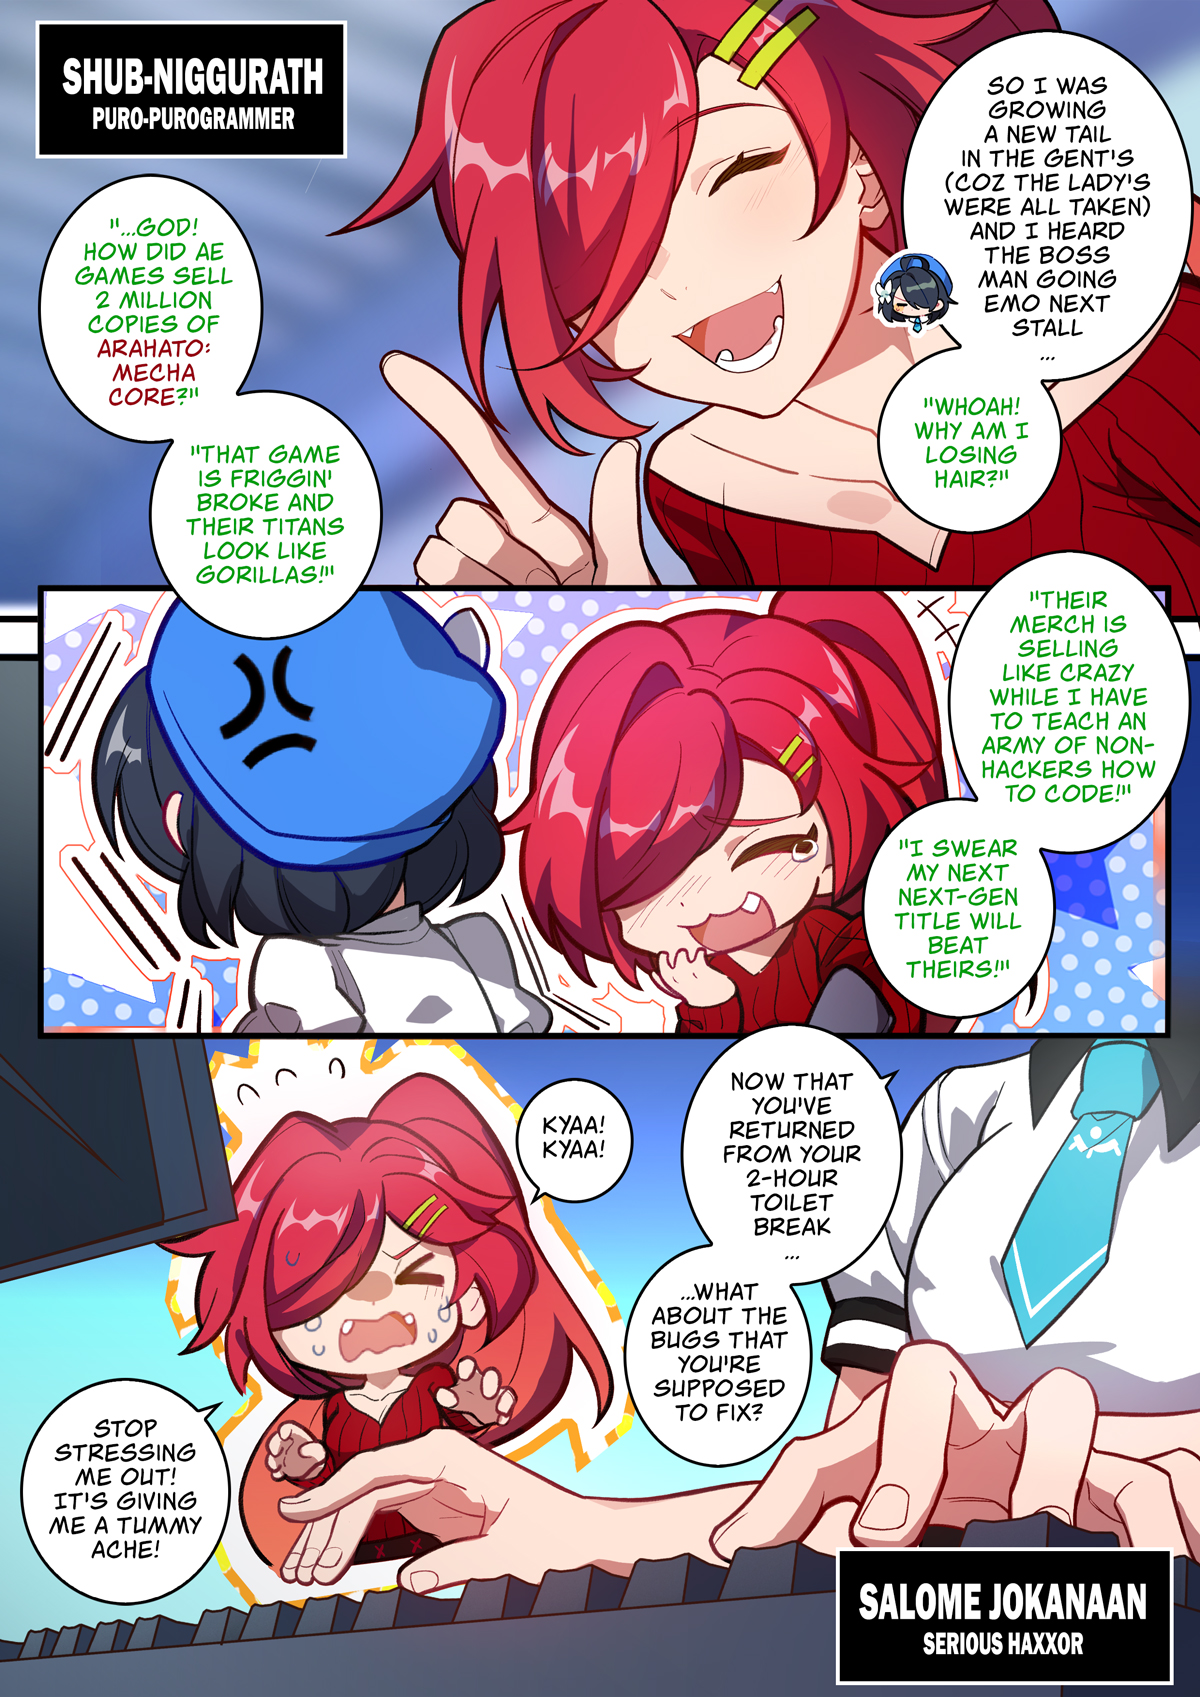 SHUB-NIGGURATH
PURO-PUROGRAMMER
SO I WAS
GROWING
A NEW TAIL
IN THE GENT'S
(COZ THE LADY'S
WERE ALL TAKEN)
AND I HEARD
THE BOSS
MAN GOING
EMO NEXT
STALL
...
"WHOAH!
WHY AM I
LOSING
HAIR?"
"...GOD!
HOW DID AE
GAMES SELL
2 MILLION
COPIES OF
ARAHATO:
MECHA
CORE?"
"THAT GAME
IS FRIGGIN'
BROKE AND
THEIR TITANS
LOOK LIKE
GORILLAS!"
"THEIR
MERCH IS
SELLING
LIKE CRAZY
WHILE I HAVE
TO TEACH AN
ARMY OF NON-
HACKERS HOW
TO CODE!"
"I SWEAR
MY NEXT
NEXT-GEN
TITLE WILL
BEAT
THEIRS!"
NOW THAT
YOU'VE
RETURNED
FROM YOUR
2-HOUR
TOILET
BREAK
...
...WHAT
ABOUT THE
BUGS THAT
YOU'RE
SUPPOSED
TO FIX?
KYAA!
KYAA!
STOP
STRESSING
ME OUT!
IT'S GIVING
ME A TUMMY
ACHE!
SALOME JOKANAAN
SERIOUS HAXXOR